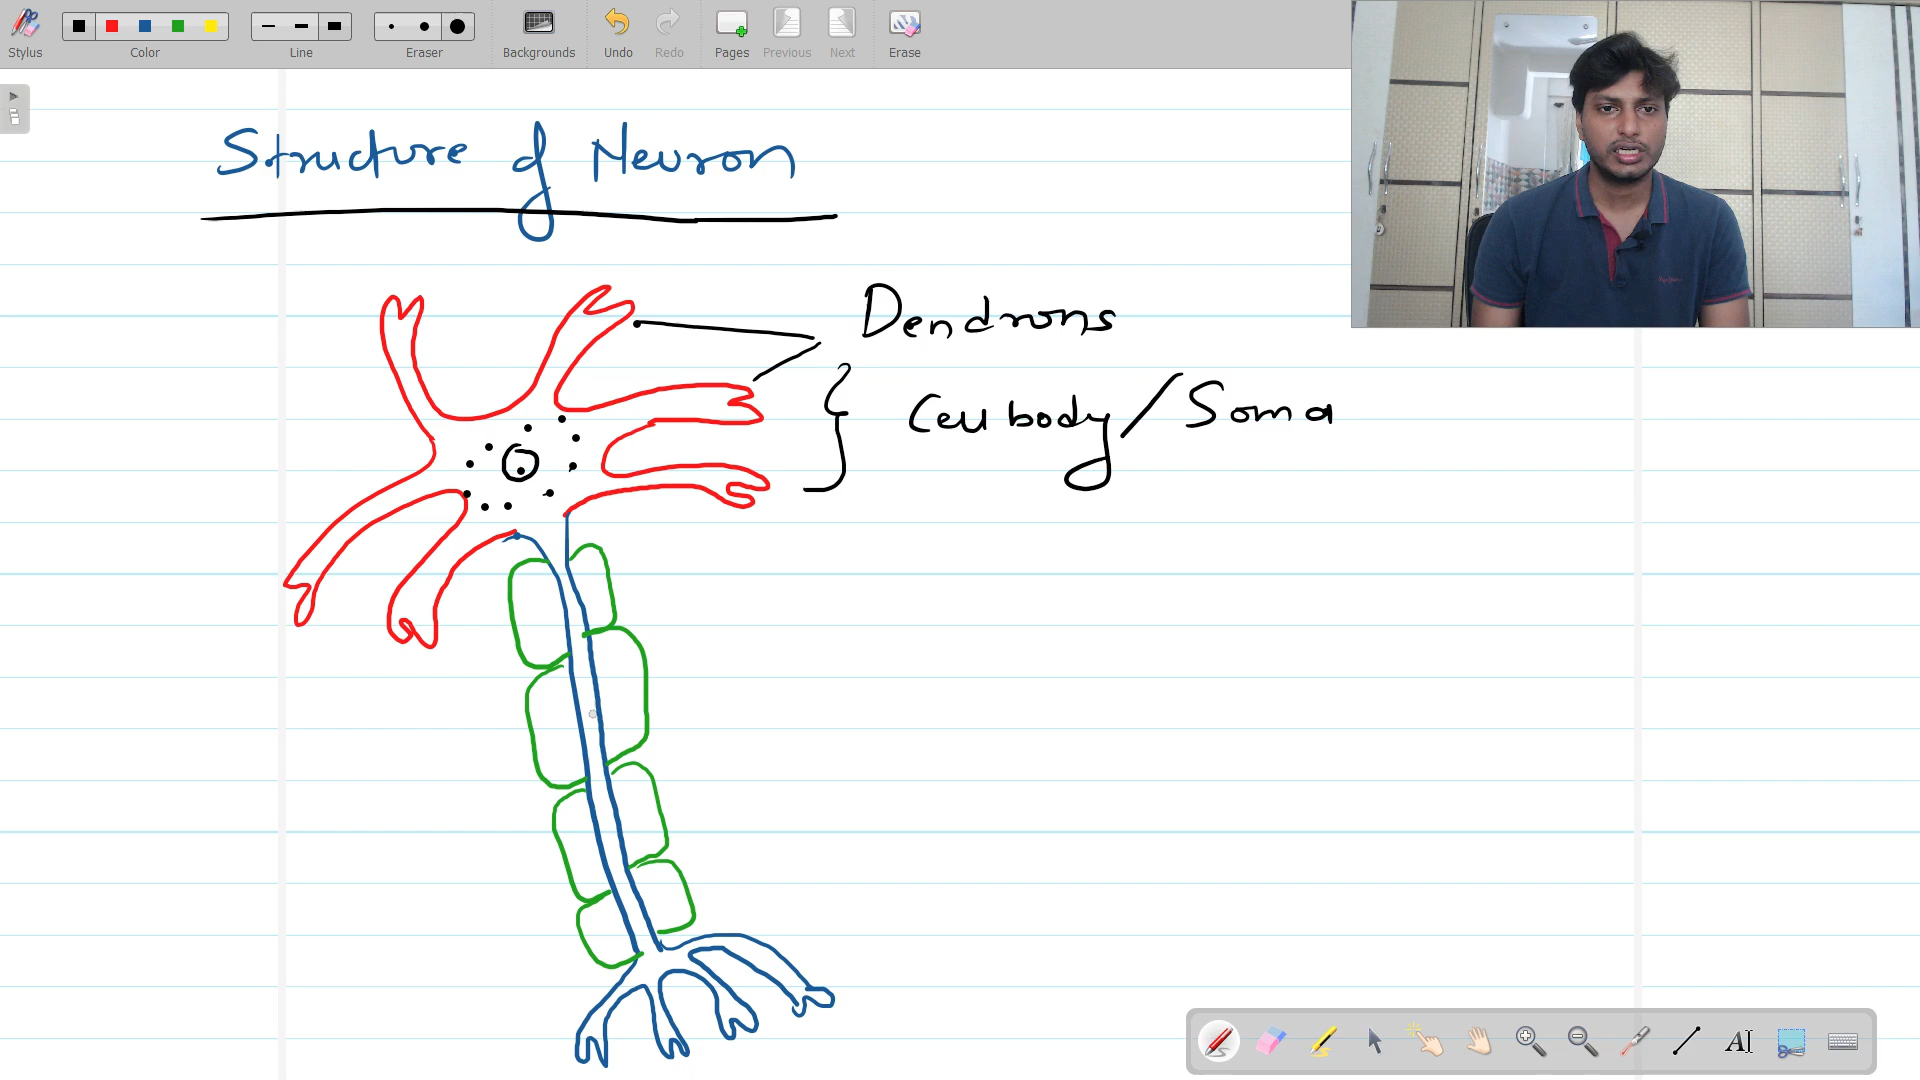 Stylus Color Line Eraser Backgrounds Undo Redo Pages Previous Next Erase
Structure of Neuron
Dendrons
Cell body / Soma